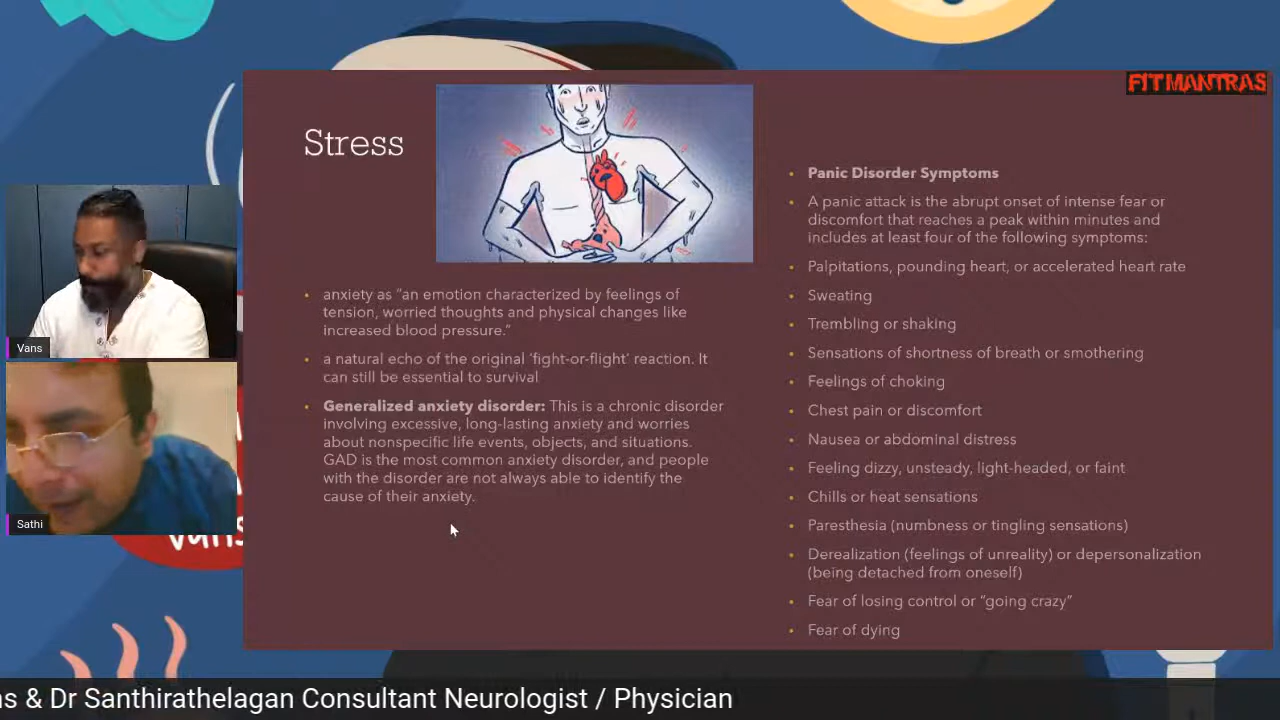 FITMANTRAS
Stress
anxiety as “an emotion characterized by feelings of
tension, worried thoughts and physical changes like
increased blood pressure.”
a natural echo of the original ‘fight-or-flight’ reaction. It
can still be essential to survival
Generalized anxiety disorder: This is a chronic disorder
involving excessive, long-lasting anxiety and worries
about nonspecific life events, objects, and situations.
GAD is the most common anxiety disorder, and people
with the disorder are not always able to identify the
cause of their anxiety.
Panic Disorder Symptoms
A panic attack is the abrupt onset of intense fear or
discomfort that reaches a peak within minutes and
includes at least four of the following symptoms:
Palpitations, pounding heart, or accelerated heart rate
Sweating
Trembling or shaking
Sensations of shortness of breath or smothering
Feelings of choking
Chest pain or discomfort
Nausea or abdominal distress
Feeling dizzy, unsteady, light-headed, or faint
Chills or heat sensations
Paresthesia (numbness or tingling sensations)
Derealization (feelings of unreality) or depersonalization
(being detached from oneself)
Fear of losing control or “going crazy”
Fear of dying
Vans
Sathi
Vans
s & Dr Santhirathelagan Consultant Neurologist / Physician